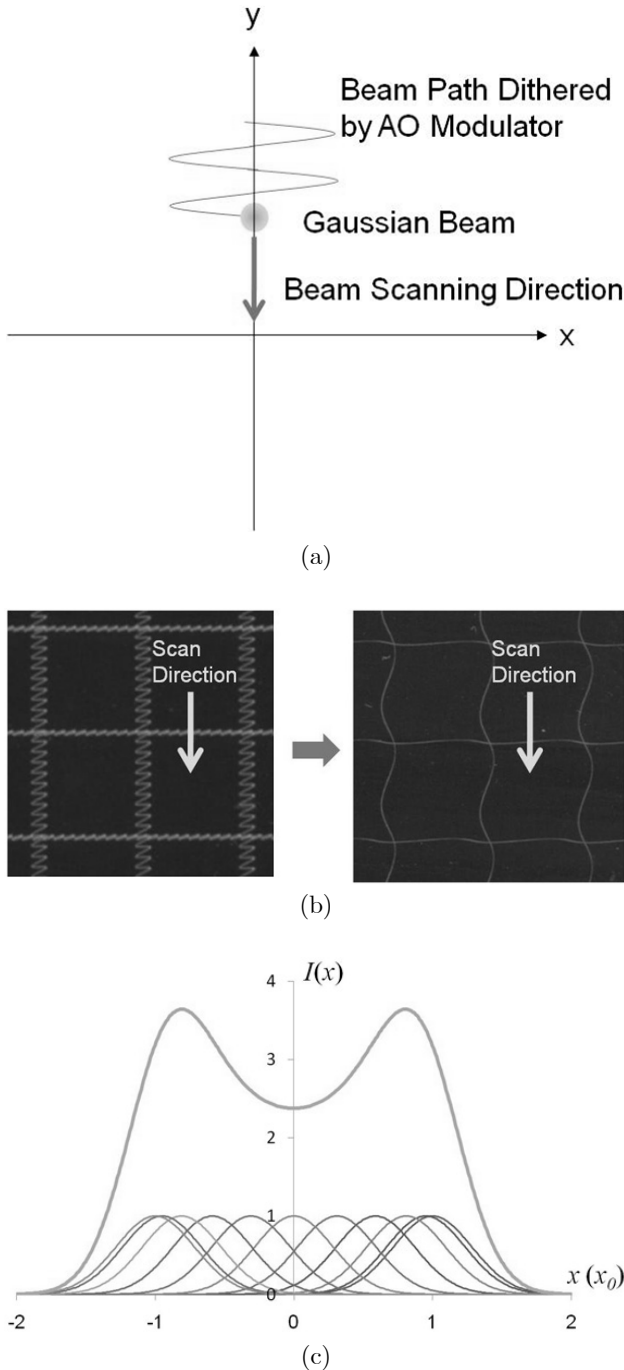 y
Beam Path Dithered
by AO Modulator
Gaussian Beam
Beam Scanning Direction
x
(a)
Scan
Direction
Scan
Direction
(b)
I(x)
4
3
2
1
0
x (x0)
-2 -1 0 1 2
(c)